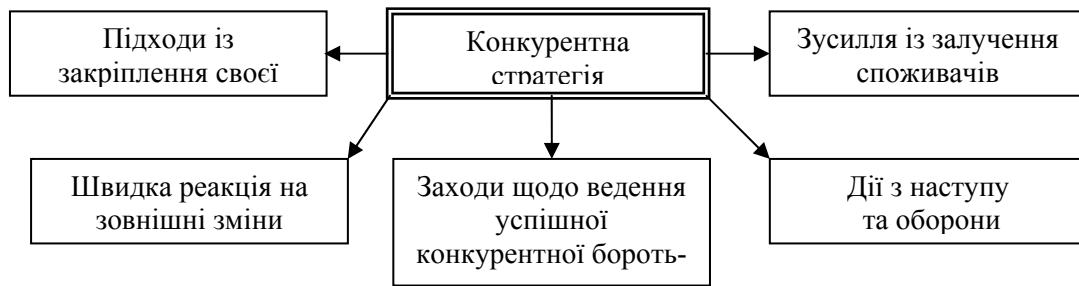 Підходи із
закріплення своєї
Конкурентна
стратегія
Зусилля із залучення
споживачів
Швидка реакція на
зовнішні зміни
Заходи щодо ведення
успішної
конкурентної бороть-
Дії з наступу
та оборони